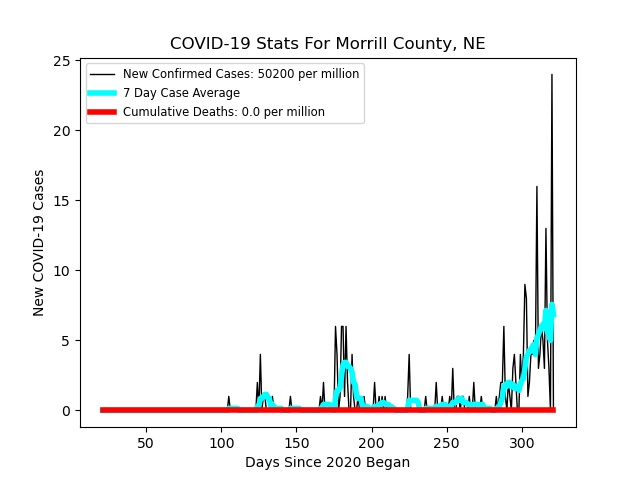 COVID-19 Stats For Morrill County, NE
New Confirmed Cases: 50200 per million
7 Day Case Average
Cumulative Deaths: 0.0 per million
New COVID-19 Cases
25
20
15
10
5
0
50 100 150 200 250 300
Days Since 2020 Began